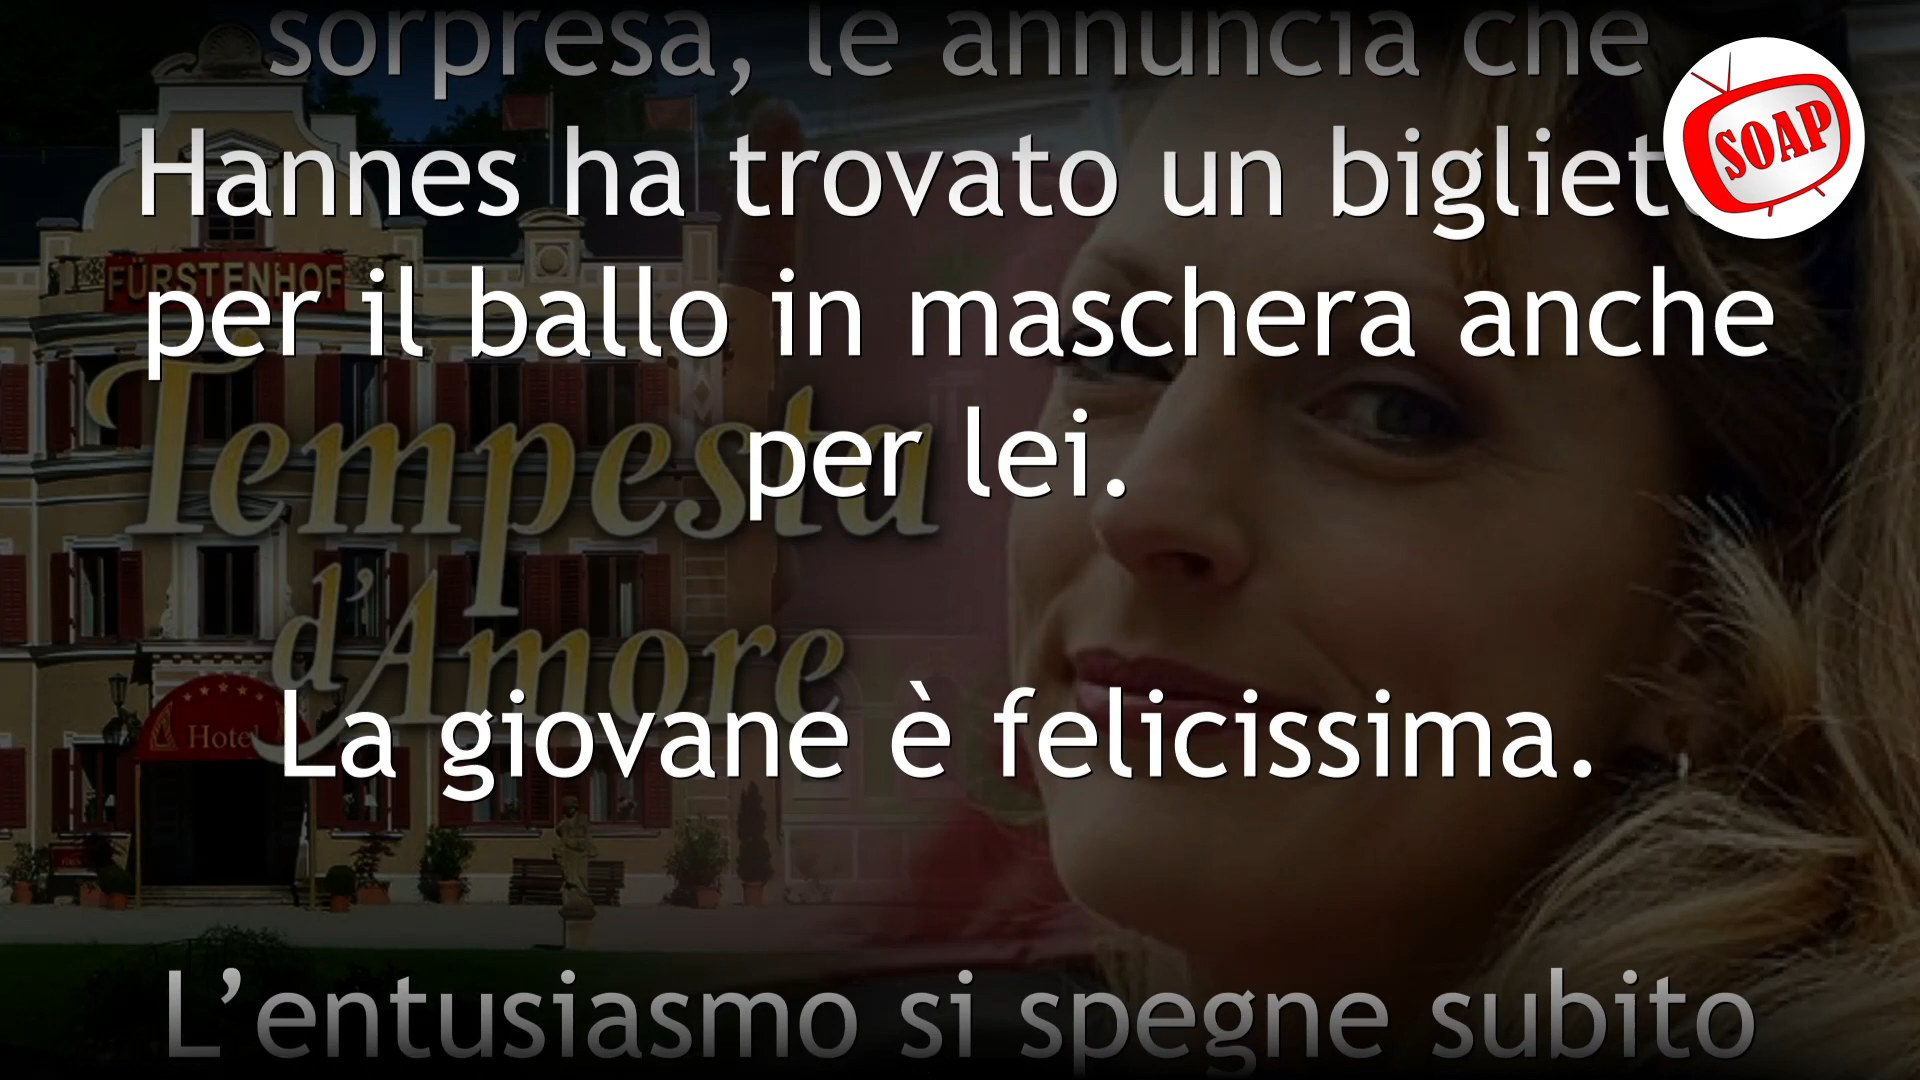 sorpresa, le annuncia che
Hannes ha trovato un bigliet
per il ballo in maschera anche
per lei.
La giovane è felicissima.
L’entusiasmo si spegne subito
SOAP
FÜRSTENHOF
Tempesta
d'Amore
Hotel